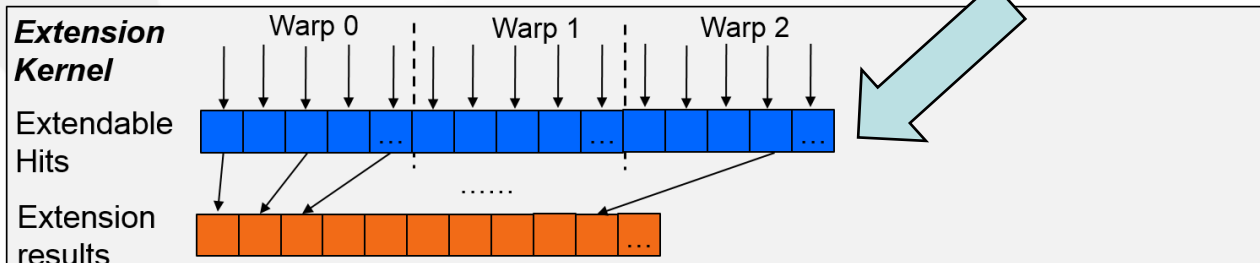 Extension
Kernel
Warp 0
Warp 1
Warp 2
Extendable
Hits
...
...
...
......
Extension
results
...